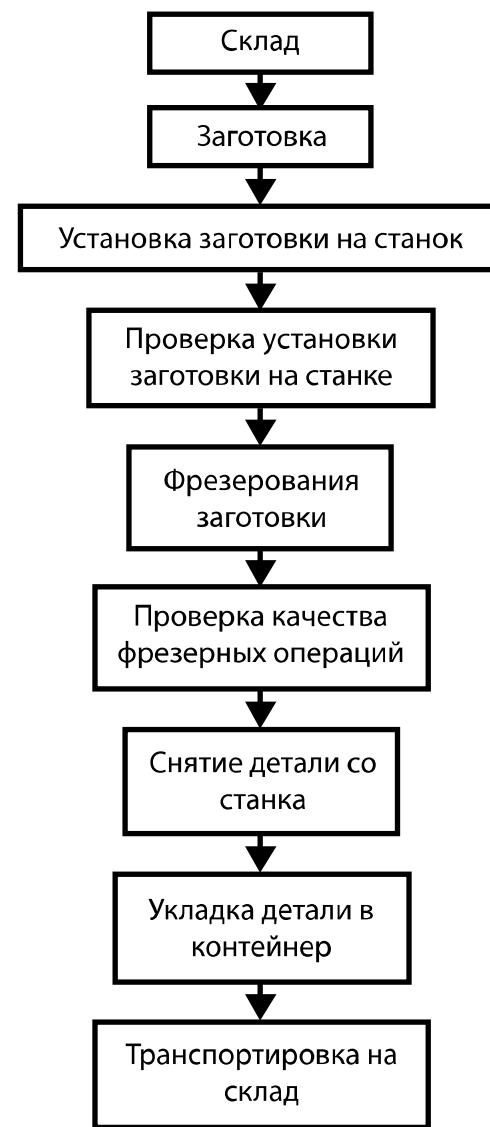 Склад
Заготовка
Установка заготовки на станок
Проверка установки
заготовки на станке
Фрезерования
заготовки
Проверка качества
фрезерных операций
Снятие детали со
станка
Укладка детали в
контейнер
Транспортировка на
склад